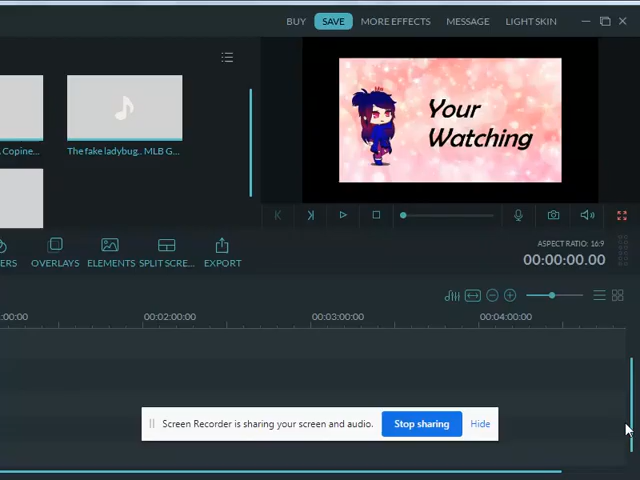 BUY SAVE MORE EFFECTS MESSAGE LIGHT SKIN
Your
Watching
Copine...
The fake ladybug.. MLB G...
ERS OVERLAYS ELEMENTS SPLIT SCRE... EXPORT
ASPECT RATIO: 16:9
00:00:00.00
:00:00 00:02:00:00 00:03:00:00 00:04:00:00
Screen Recorder is sharing your screen and audio. Stop sharing Hide